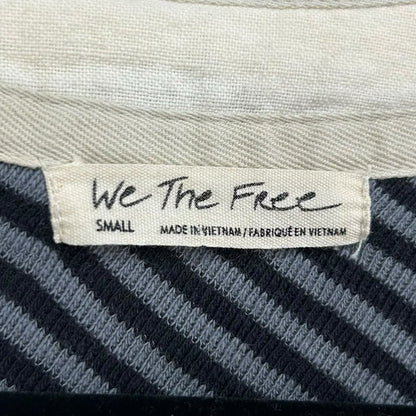 We The Free
SMALL MADE IN VIETNAM / FABRIQUÉ EN VIETNAM